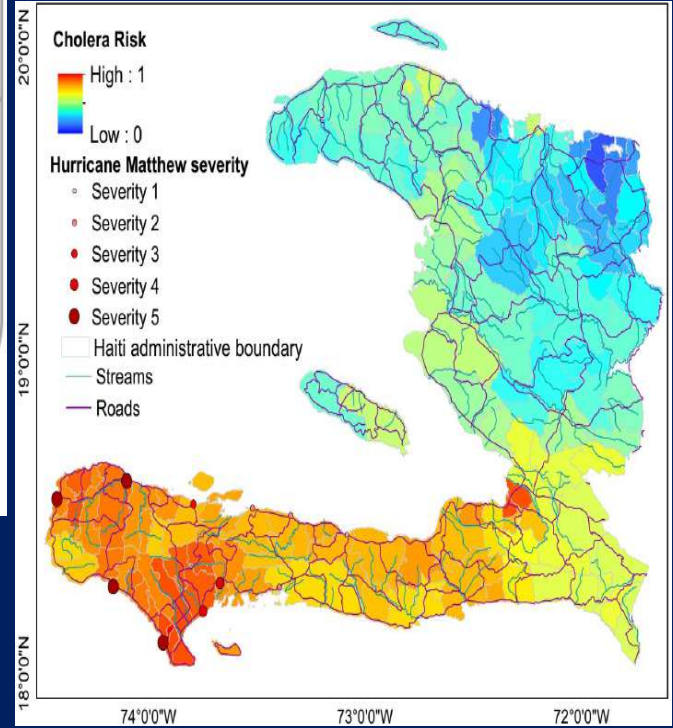 20°0'0"N
Cholera Risk
High : 1
Low : 0
Hurricane Matthew severity
Severity 1
Severity 2
Severity 3
Severity 4
Severity 5
Haiti administrative boundary
Streams
Roads
19°0'0"N
18°0'0"N
74°0'0"W 73°0'0"W 72°0'0"W